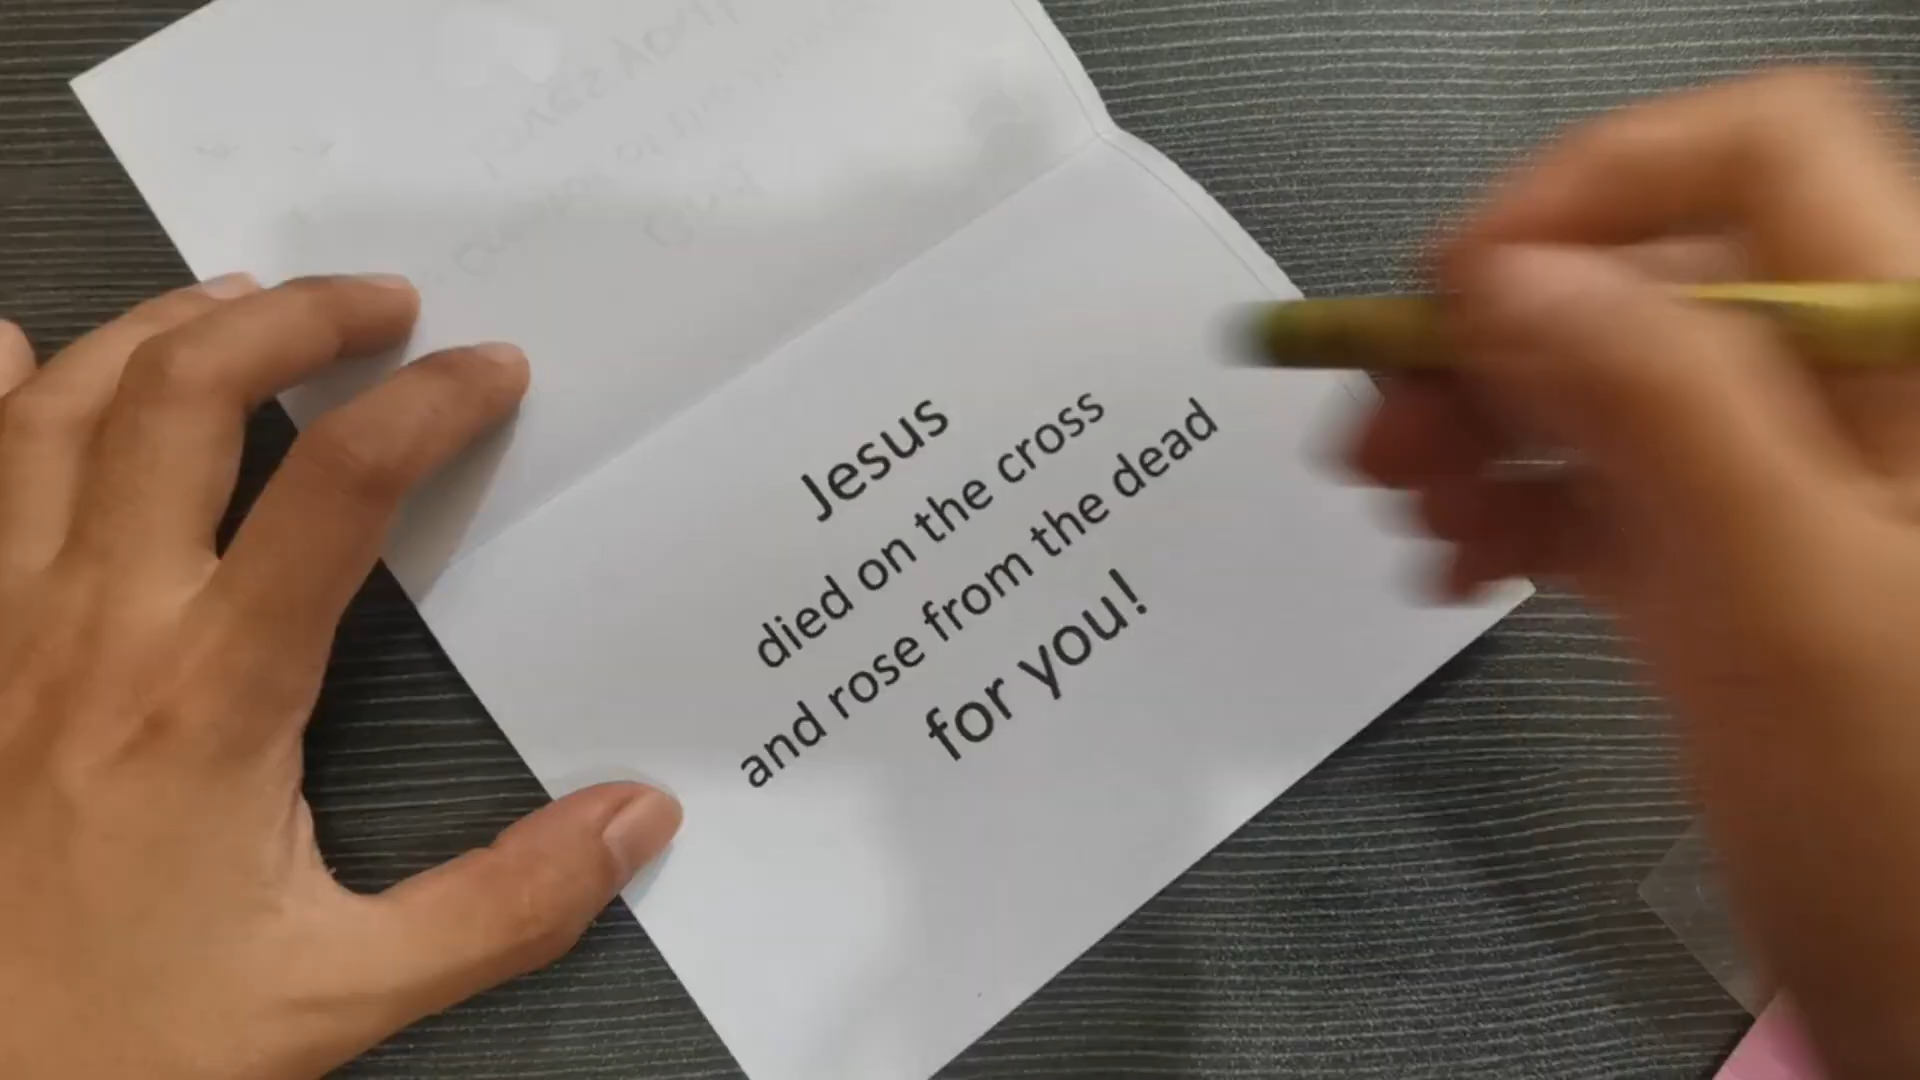 Jesus
died on the cross
and rose from the dead
for you!